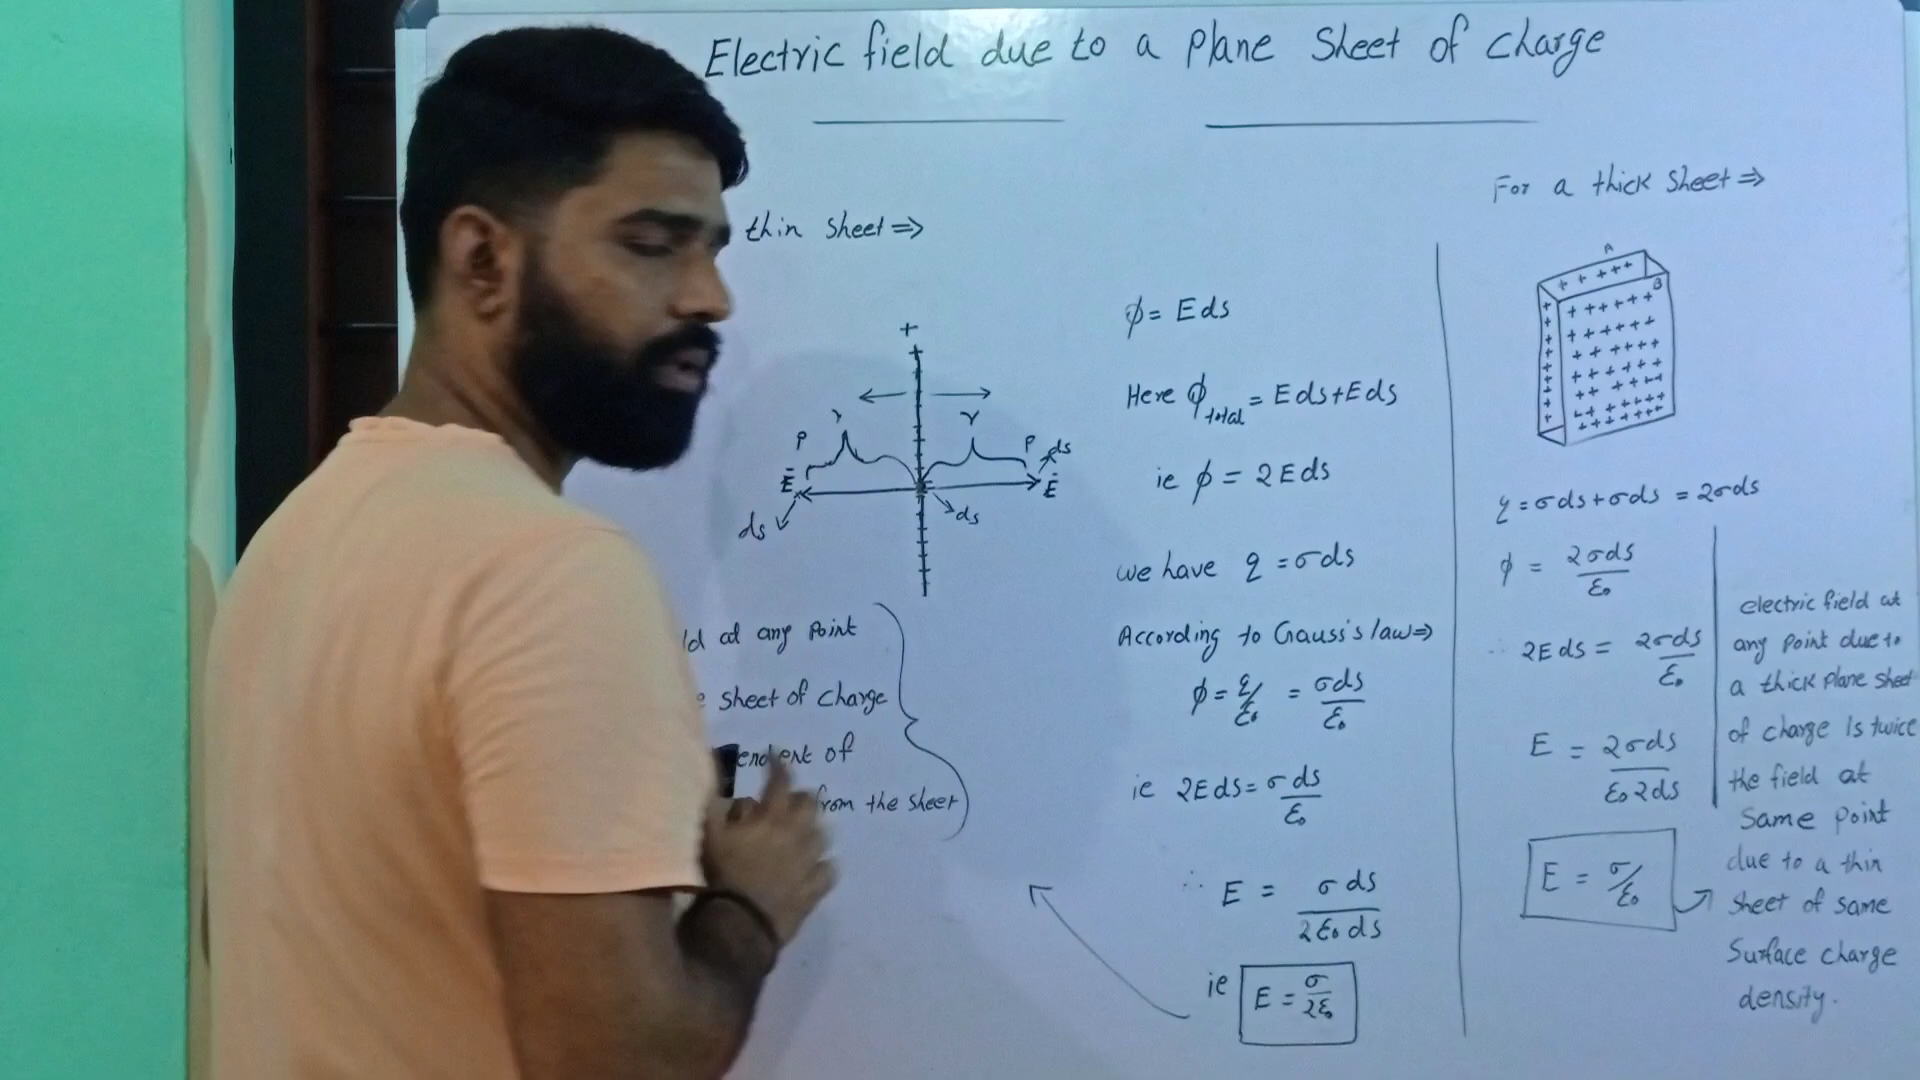 Electric field due to a plane Sheet of charge
thin sheet ⇒
+
+
r
P
P
ds
Ē
Ē
ds
ds
at any Point
sheet of charge
of
from the sheet
ϕ = Eds
Here ϕtotal = Eds+Eds
ie ϕ = 2Eds
we have q = σds
According to Gauss's law ⇒
ϕ = q/ε₀ = σds/ε₀
ie 2Eds = σds/ε₀
∴ E = σds/2ε₀ds
ie E = σ/2ε₀
For a thick sheet ⇒
A
B
q = σds+σds = 2σds
ϕ = 2σds/ε₀
∴ 2Eds = 2σds/ε₀
E = 2σds/ε₀2ds
E = σ/ε₀
electric field at
any point due to
a thick plane sheet
of charge is twice
the field at
same point
due to a thin
sheet of same
Surface charge
density.